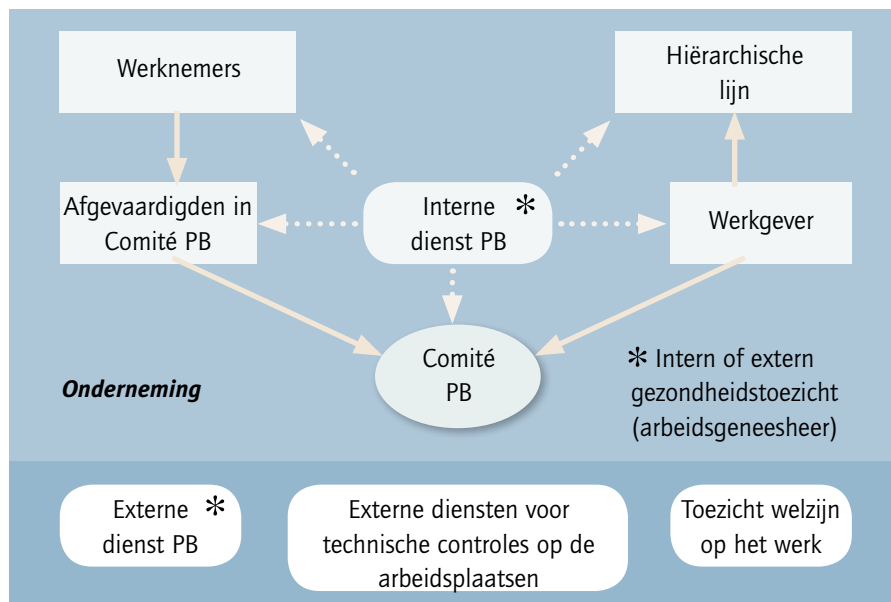 Werknemers
Hiërarchische
lijn
Afgevaardigden in
Comité PB
Interne *
dienst PB
Werkgever
Comité
PB
Onderneming
* Intern of extern
gezondheidstoezicht
(arbeidsgeneesheer)
Externe *
dienst PB
Externe diensten voor
technische controles op de
arbeidsplaatsen
Toezicht welzijn
op het werk